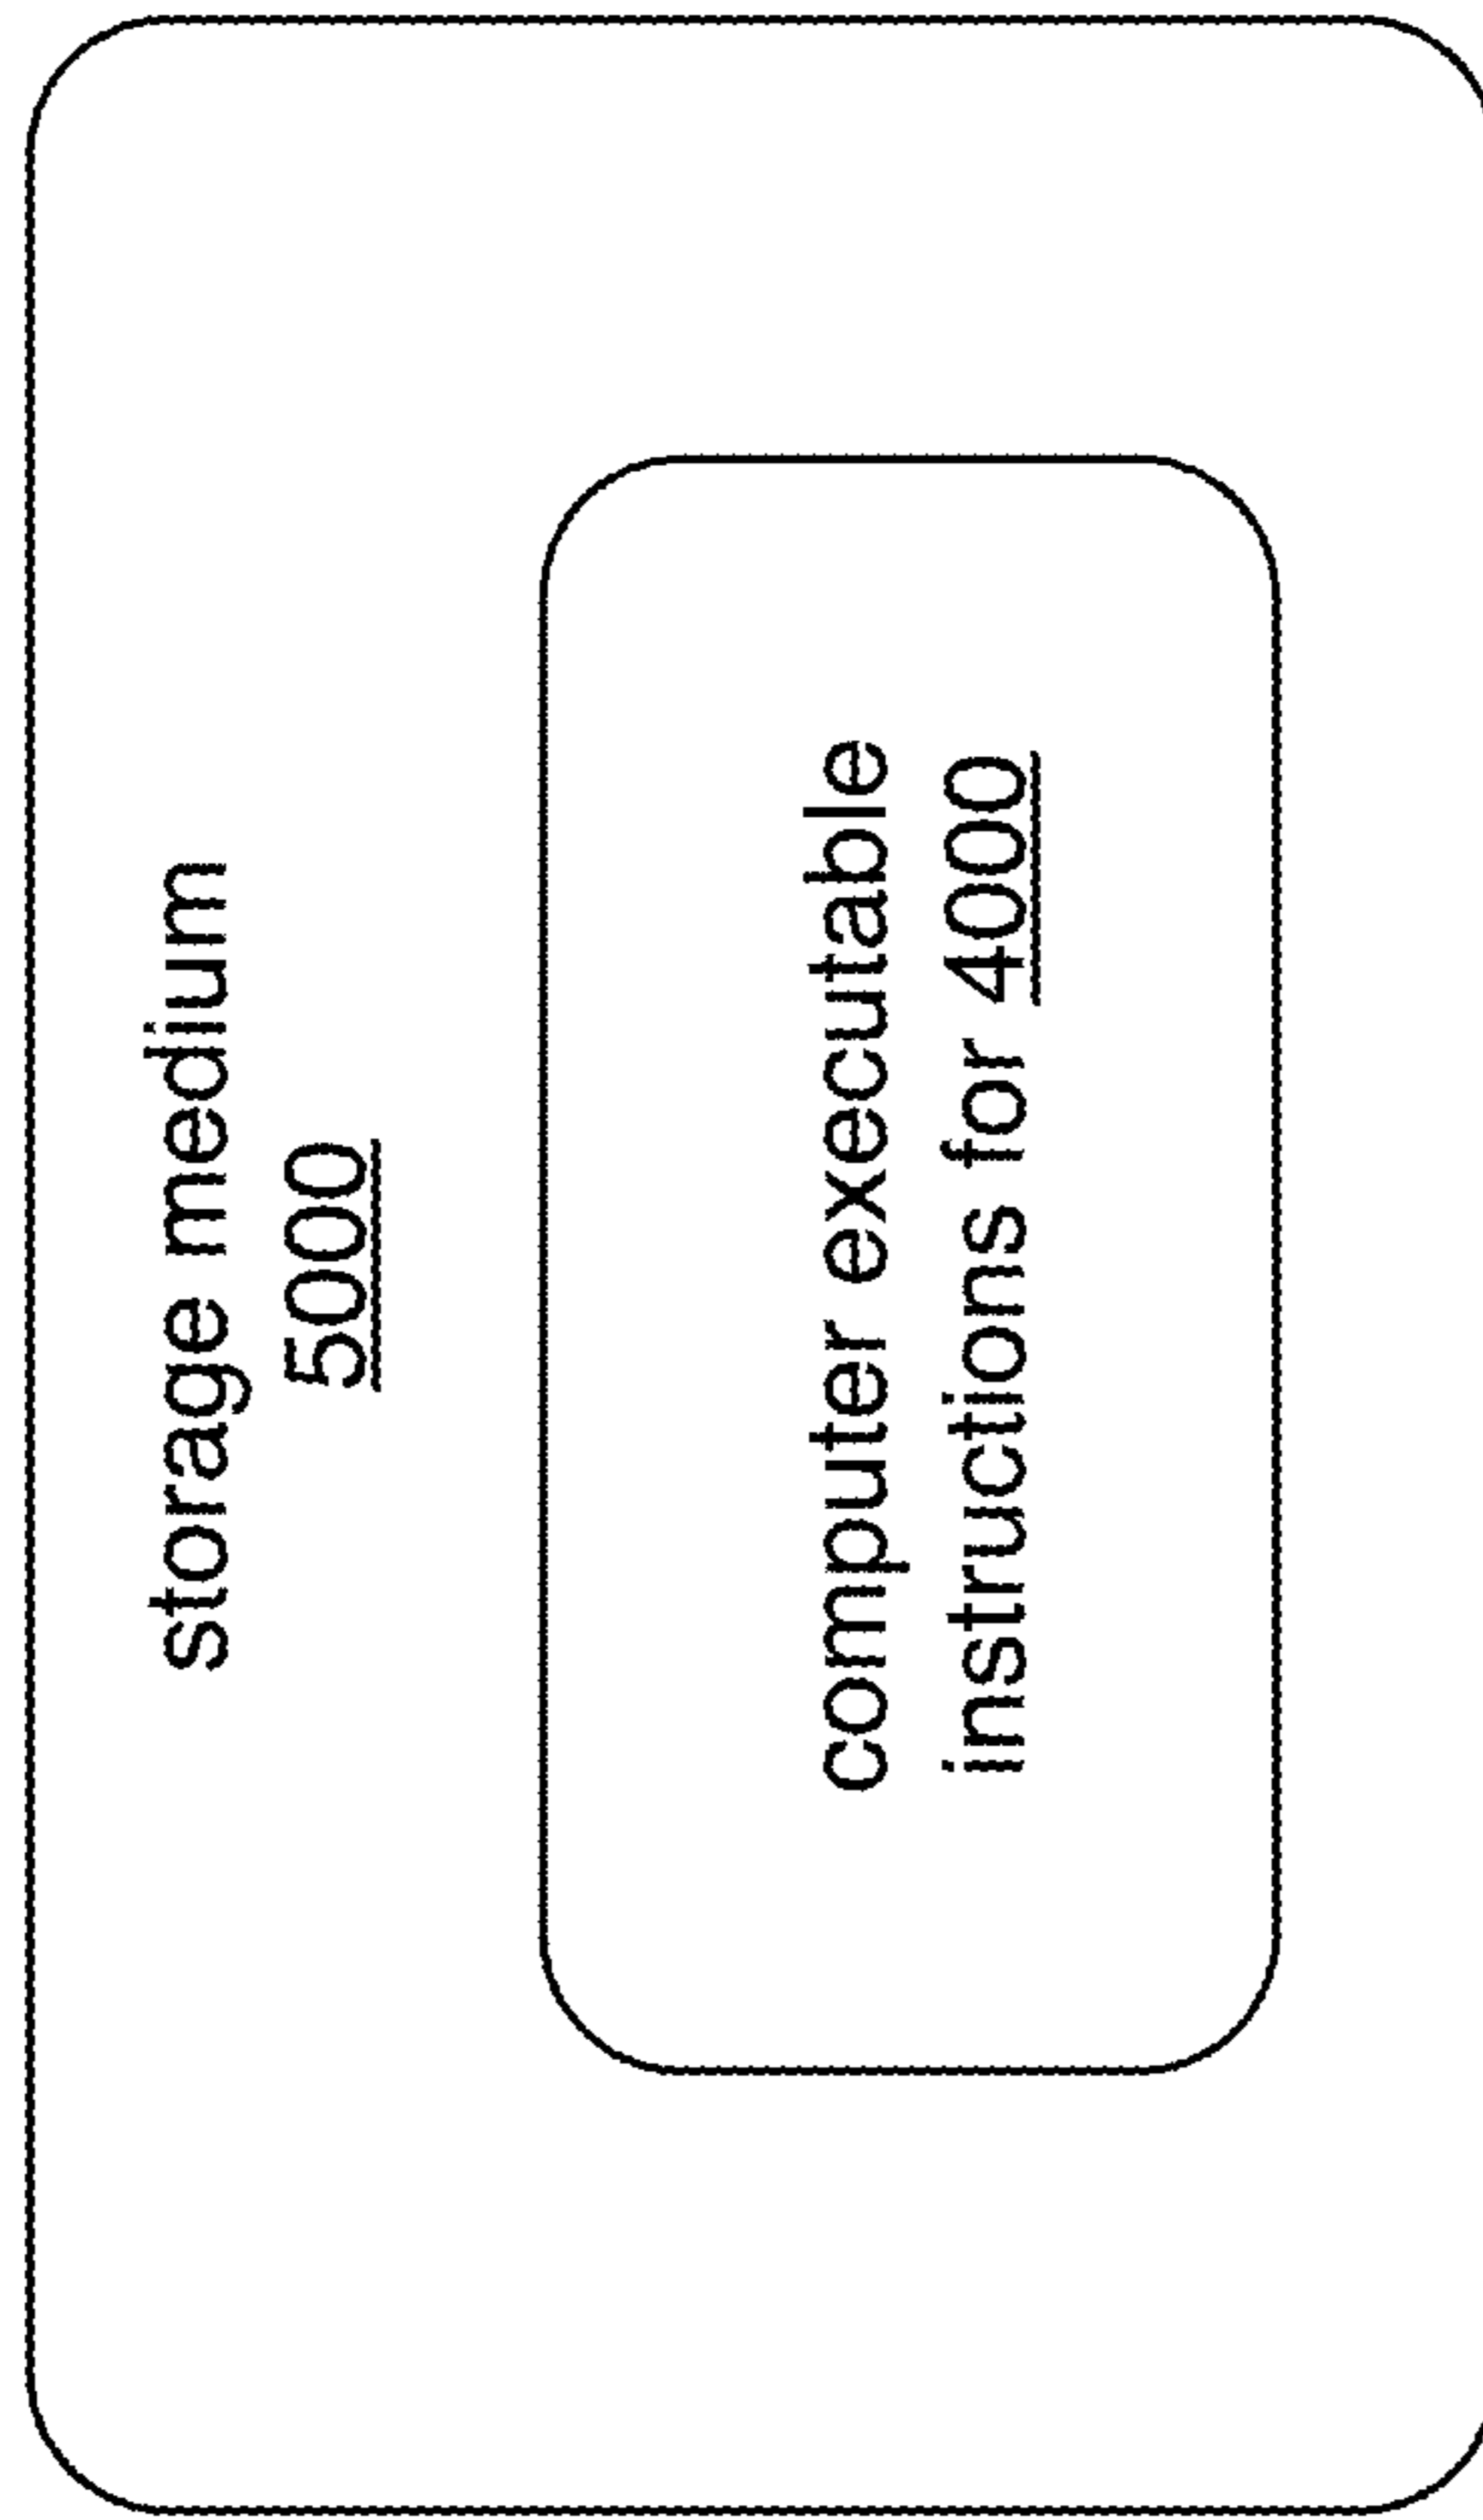 storage medium
5000
computer executable
instructions for 4000